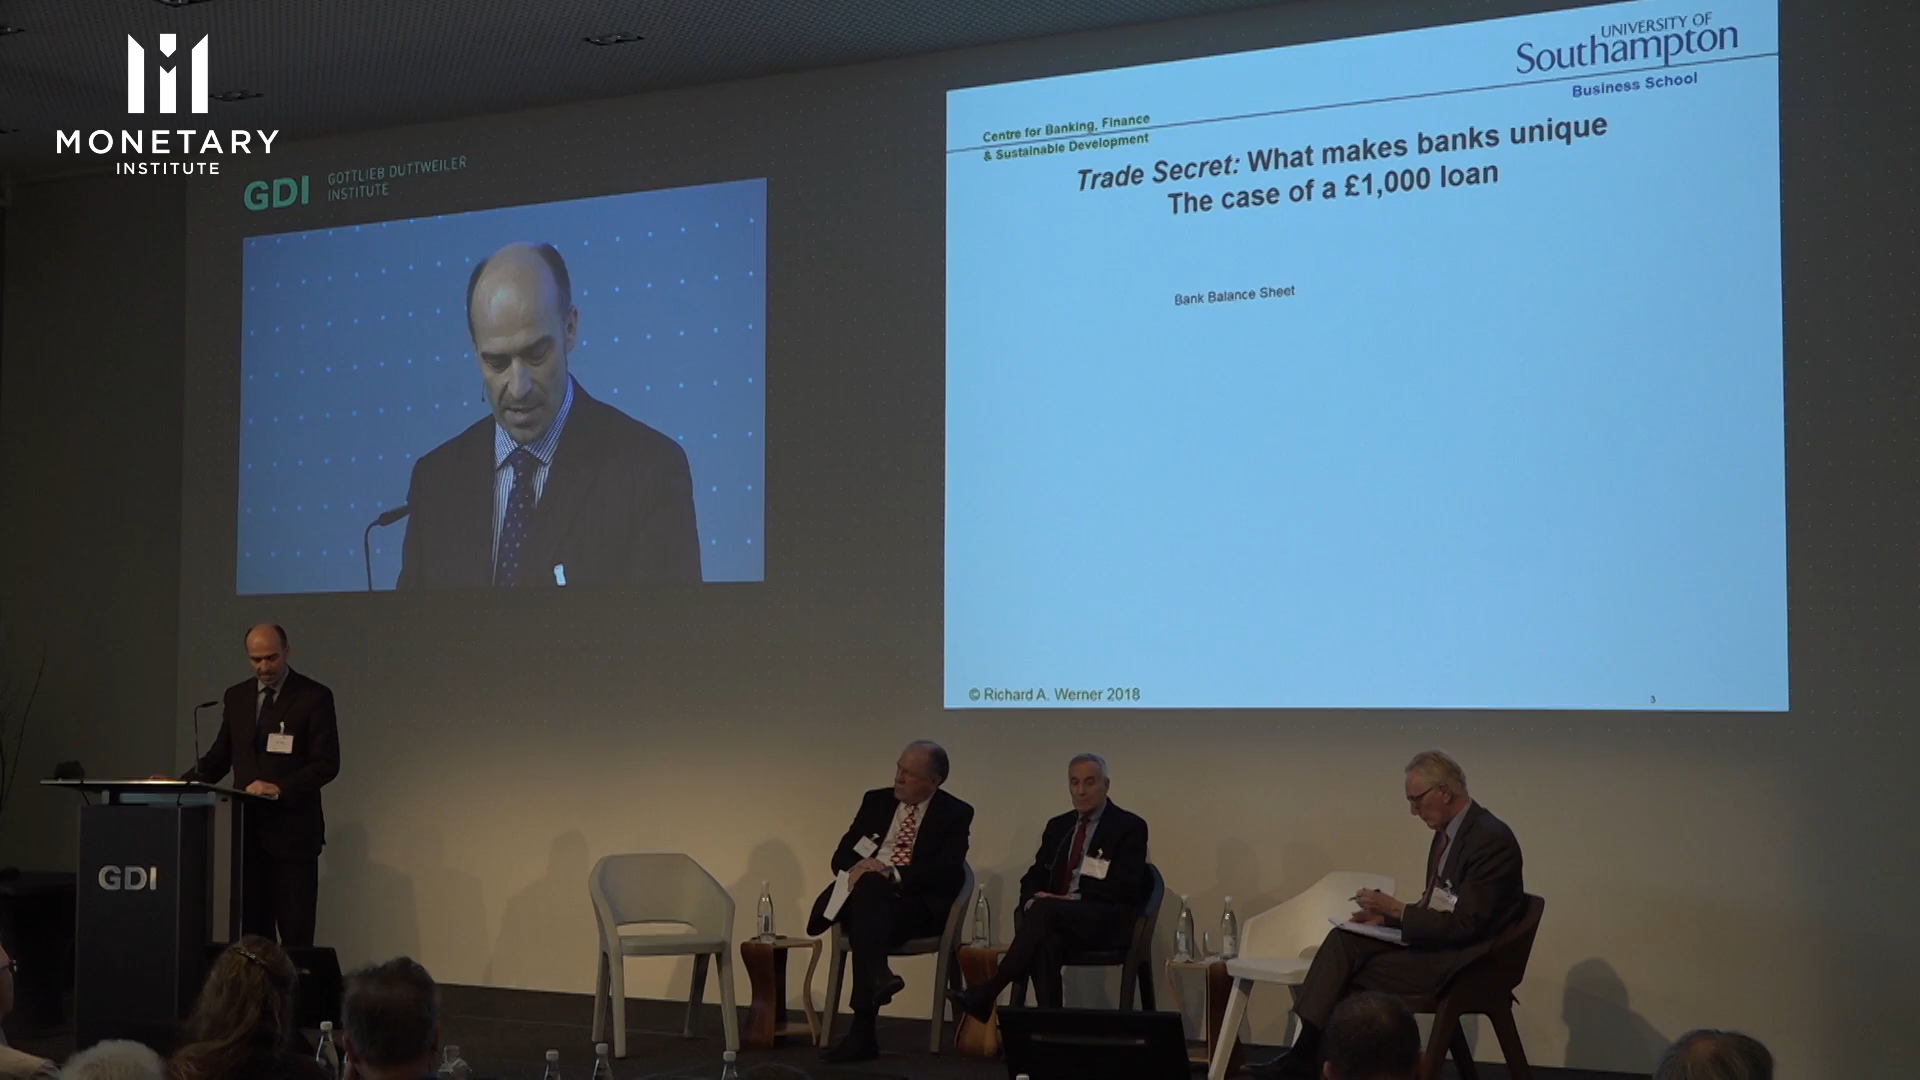 MONETARY
INSTITUTE
GDI
GOTTLIEB DUTTWEILER
INSTITUTE
UNIVERSITY OF
Southampton
Business School
Centre for Banking, Finance
& Sustainable Development
Trade Secret: What makes banks unique
The case of a £1,000 loan
Bank Balance Sheet
© Richard A. Werner 2018
3
GDI